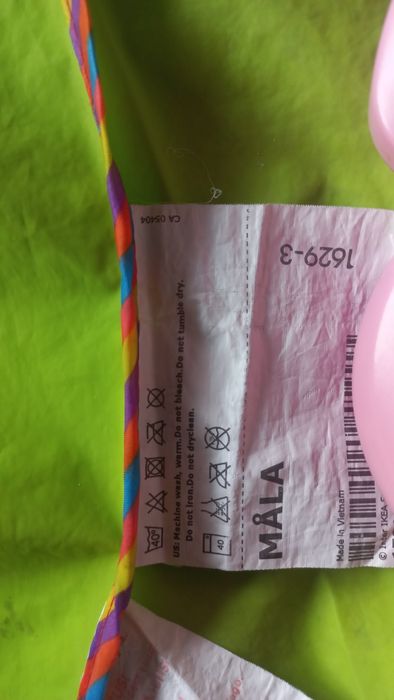 CA 05404
1629-3
40°
US: Machine wash, warm.Do not bleach.Do not tumble dry.
Do not iron.Do not dryclean.
40
MÅLA
Made in Vietnam
© Inter IKEA